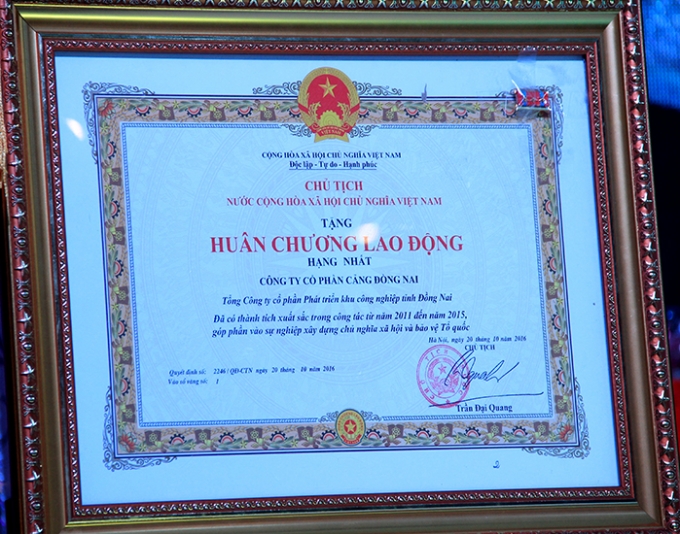 VIỆT NAM
CỘNG HÒA XÃ HỘI CHỦ NGHĨA VIỆT NAM
Độc lập - Tự do - Hạnh phúc
CHỦ TỊCH
NƯỚC CỘNG HÒA XÃ HỘI CHỦ NGHĨA VIỆT NAM
TẶNG
HUÂN CHƯƠNG LAO ĐỘNG
HẠNG NHẤT
CÔNG TY CỔ PHẦN CẢNG ĐỒNG NAI
Tổng Công ty cổ phần Phát triển khu công nghiệp tỉnh Đồng Nai
Đã có thành tích xuất sắc trong công tác từ năm 2011 đến năm 2015,
góp phần vào sự nghiệp xây dựng chủ nghĩa xã hội và bảo vệ Tổ quốc
Hà Nội, ngày 20 tháng 10 năm 2016
CHỦ TỊCH
Quyết định số: 2246 /QĐ-CTN ngày 20 tháng 10 năm 2016
Vào sổ vàng số: 1
Trần Đại Quang